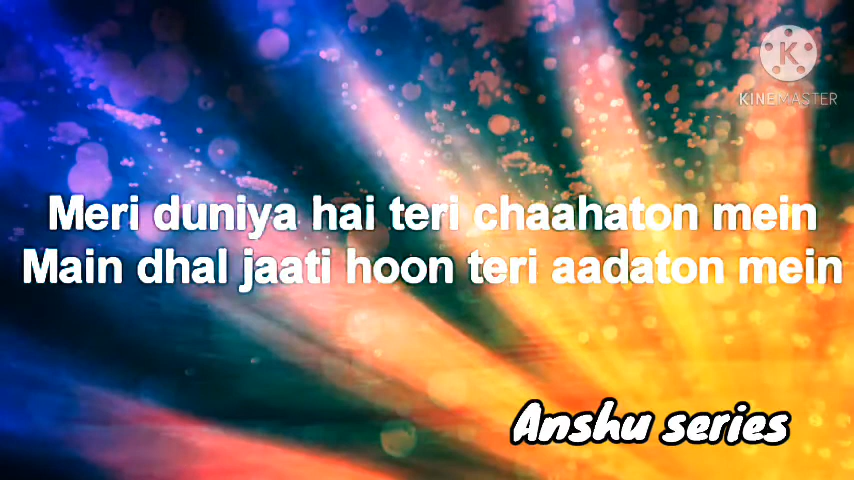 K
KINEMASTER
Meri duniya hai teri chaahaton mein
Main dhal jaati hoon teri aadaton mein
Anshu series